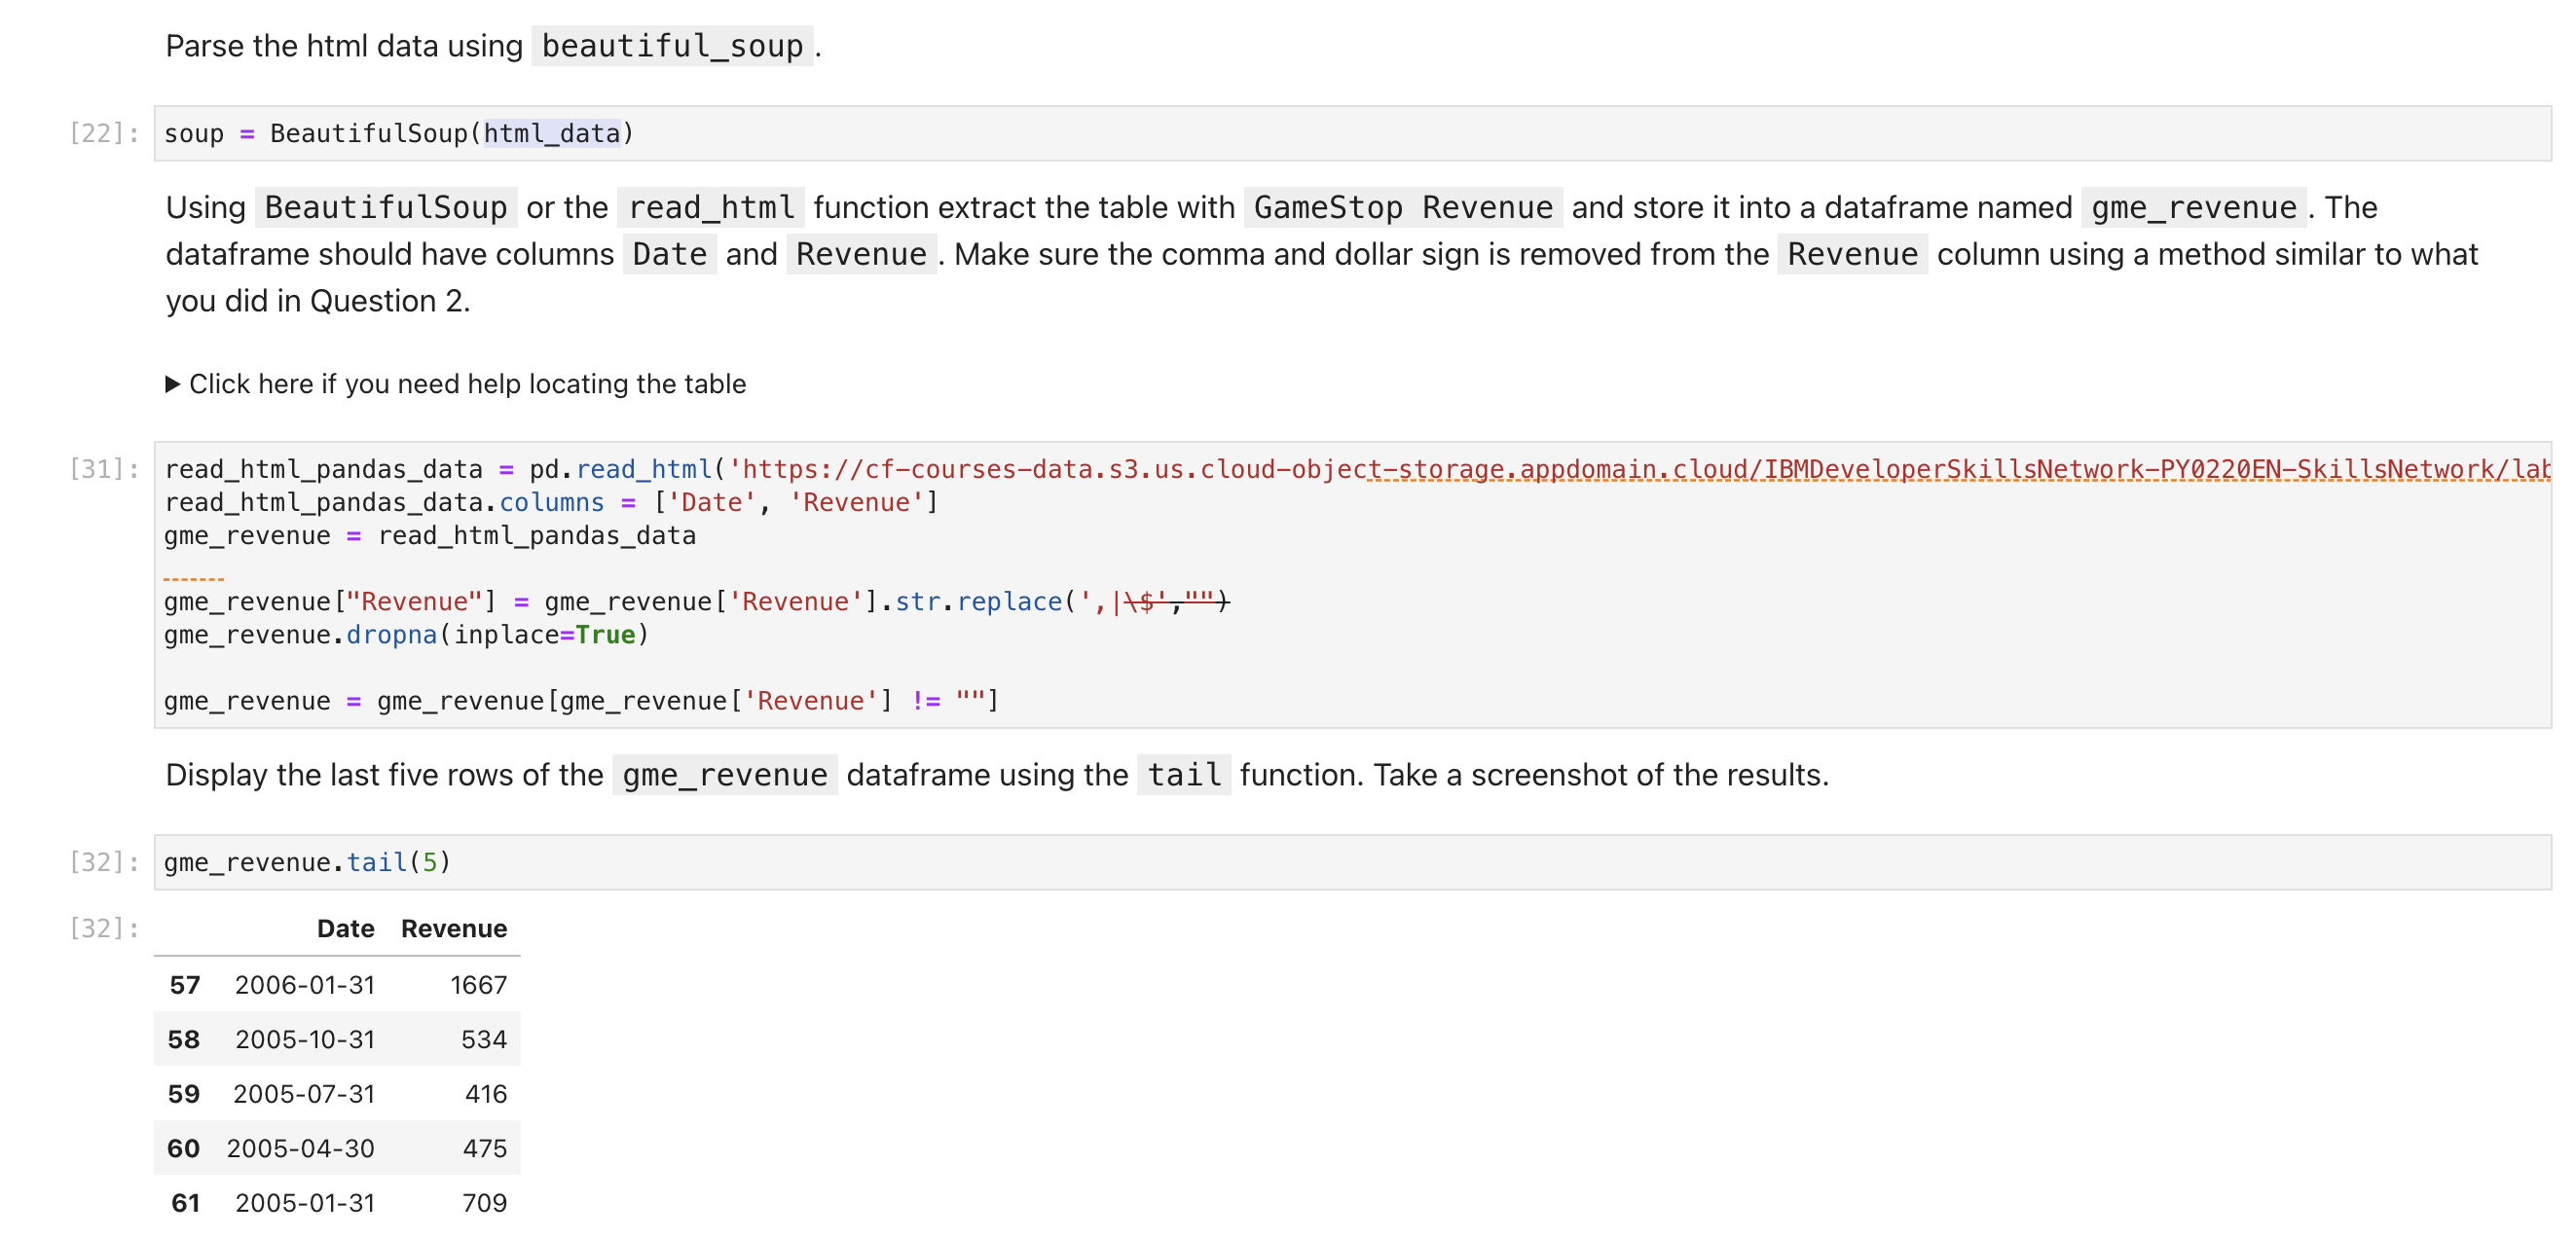 Parse the html data using beautiful_soup .
[22]: soup = BeautifulSoup(html_data)
Using BeautifulSoup or the read_html function extract the table with GameStop Revenue and store it into a dataframe named gme_revenue . The
dataframe should have columns Date and Revenue . Make sure the comma and dollar sign is removed from the Revenue column using a method similar to what
you did in Question 2.
▶ Click here if you need help locating the table
[31]: read_html_pandas_data = pd.read_html('https://cf-courses-data.s3.us.cloud-object-storage.appdomain.cloud/IBMDeveloperSkillsNetwork-PY0220EN-SkillsNetwork/lab
read_html_pandas_data.columns = ['Date', 'Revenue']
gme_revenue = read_html_pandas_data
gme_revenue["Revenue"] = gme_revenue['Revenue'].str.replace(',|\$',"")
gme_revenue.dropna(inplace=True)
gme_revenue = gme_revenue[gme_revenue['Revenue'] != ""]
Display the last five rows of the gme_revenue dataframe using the tail function. Take a screenshot of the results.
[32]: gme_revenue.tail(5)
[32]: Date Revenue
57 2006-01-31 1667
58 2005-10-31 534
59 2005-07-31 416
60 2005-04-30 475
61 2005-01-31 709